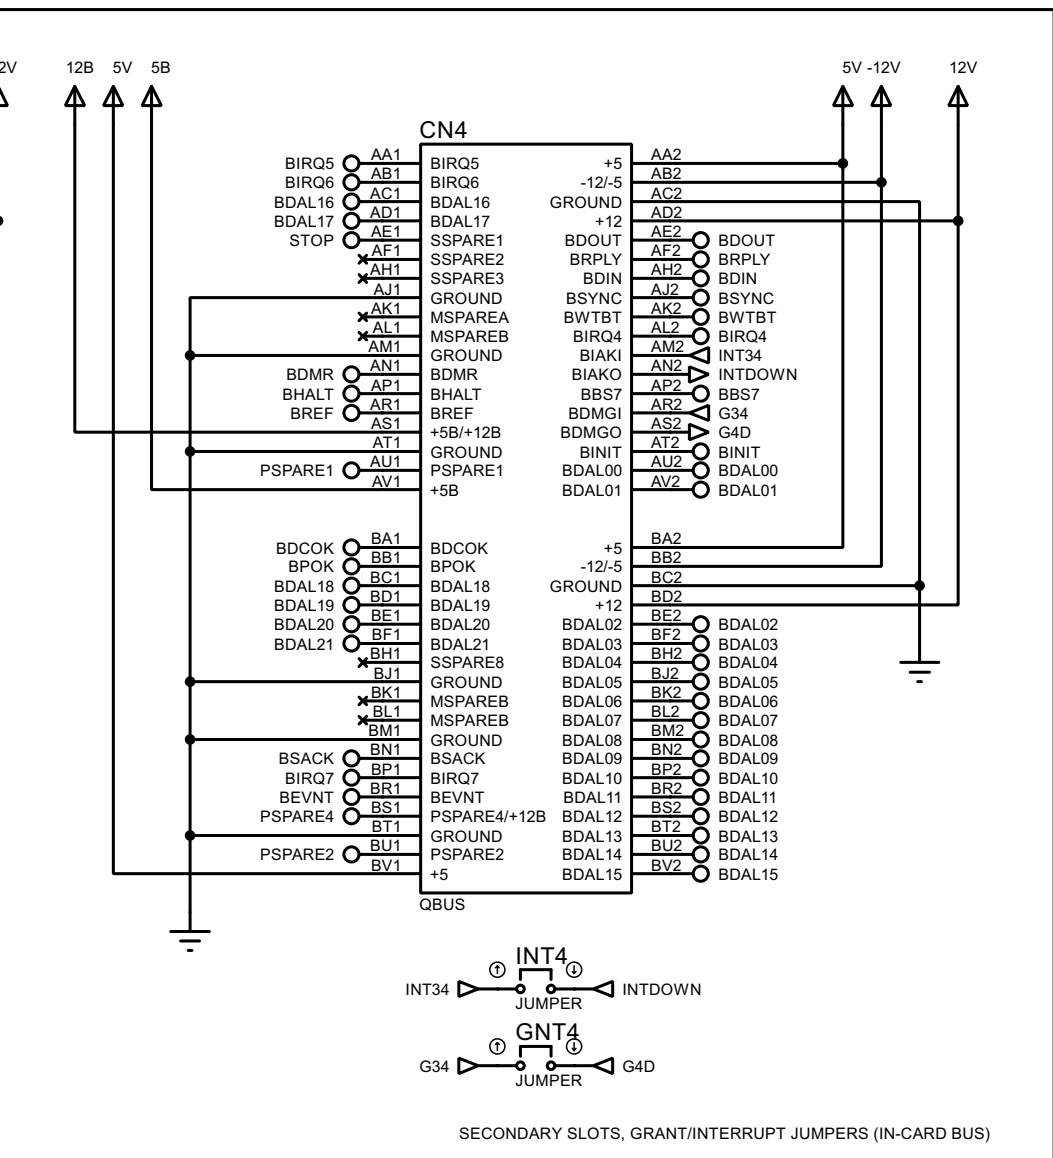 2V 12B 5V 5B 5V -12V 12V
CN4
BIRQ5 AA1 BIRQ5 +5 AA2
BIRQ6 AB1 BIRQ6 -12/-5 AB2
BDAL16 AC1 BDAL16 GROUND AC2
BDAL17 AD1 BDAL17 +12 AD2
STOP AE1 SSPARE1 BDOUT AE2 BDOUT
AF1 SSPARE2 BRPLY AF2 BRPLY
AH1 SSPARE3 BDIN AH2 BDIN
AJ1 GROUND BSYNC AJ2 BSYNC
AK1 MSPAREA BWTBT AK2 BWTBT
AL1 MSPAREB BIRQ4 AL2 BIRQ4
AM1 GROUND BIAKI AM2 INT34
BDMR AN1 BDMR BIAKO AN2 INTDOWN
BHALT AP1 BHALT BBS7 AP2 BBS7
BREF AR1 BREF BDMGI AR2 G34
AS1 +5B/+12B BDMGO AS2 G4D
AT1 GROUND BINIT AT2 BINIT
PSPARE1 AU1 PSPARE1 BDAL00 AU2 BDAL00
AV1 +5B BDAL01 AV2 BDAL01
BDCOK BA1 BDCOK +5 BA2
BPOK BB1 BPOK -12/-5 BB2
BDAL18 BC1 BDAL18 GROUND BC2
BDAL19 BD1 BDAL19 +12 BD2
BDAL20 BE1 BDAL20 BDAL02 BE2 BDAL02
BDAL21 BF1 BDAL21 BDAL03 BF2 BDAL03
BH1 SSPARE8 BDAL04 BH2 BDAL04
BJ1 GROUND BDAL05 BJ2 BDAL05
BK1 MSPAREB BDAL06 BK2 BDAL06
BL1 MSPAREB BDAL07 BL2 BDAL07
BM1 GROUND BDAL08 BM2 BDAL08
BSACK BN1 BSACK BDAL09 BN2 BDAL09
BIRQ7 BP1 BIRQ7 BDAL10 BP2 BDAL10
BEVNT BR1 BEVNT BDAL11 BR2 BDAL11
PSPARE4 BS1 PSPARE4/+12B BDAL12 BS2 BDAL12
BT1 GROUND BDAL13 BT2 BDAL13
PSPARE2 BU1 PSPARE2 BDAL14 BU2 BDAL14
BV1 +5 BDAL15 BV2 BDAL15
QBUS
INT4
INT34 INTDOWN
JUMPER
GNT4
G34 G4D
JUMPER
SECONDARY SLOTS, GRANT/INTERRUPT JUMPERS (IN-CARD BUS)